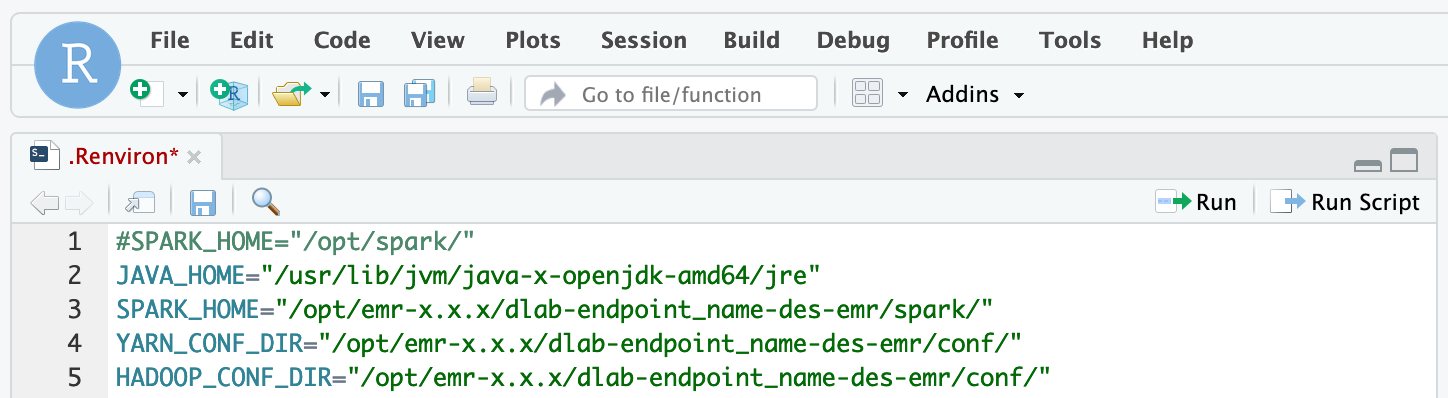 R File Edit Code View Plots Session Build Debug Profile Tools Help
R Go to file/function Addins
S_ .Renviron*
Run Run Script
1 #SPARK_HOME="/opt/spark/"
2 JAVA_HOME="/usr/lib/jvm/java-x-openjdk-amd64/jre"
3 SPARK_HOME="/opt/emr-x.x.x/dlab-endpoint_name-des-emr/spark/"
4 YARN_CONF_DIR="/opt/emr-x.x.x/dlab-endpoint_name-des-emr/conf/"
5 HADOOP_CONF_DIR="/opt/emr-x.x.x/dlab-endpoint_name-des-emr/conf/"